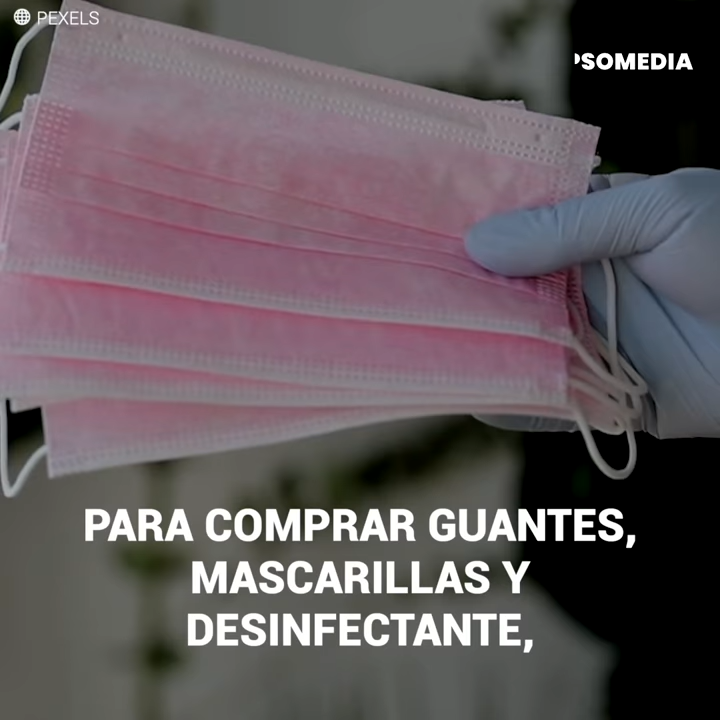 PEXELS
SOMEDIA
PARA COMPRAR GUANTES,
MASCARILLAS Y
DESINFECTANTE,